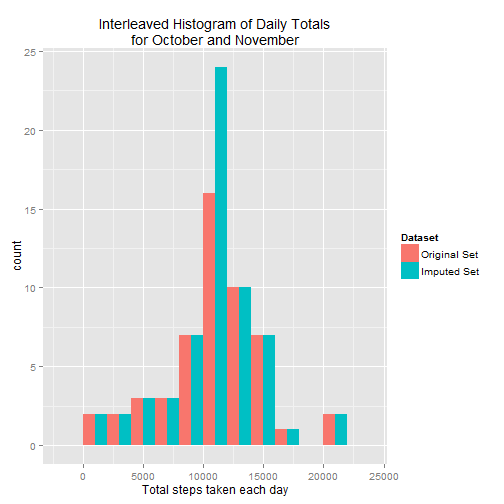 Interleaved Histogram of Daily Totals
for October and November
25
20
15
10
5
0
count
0 5000 10000 15000 20000 25000
Total steps taken each day
Dataset
Original Set
Imputed Set